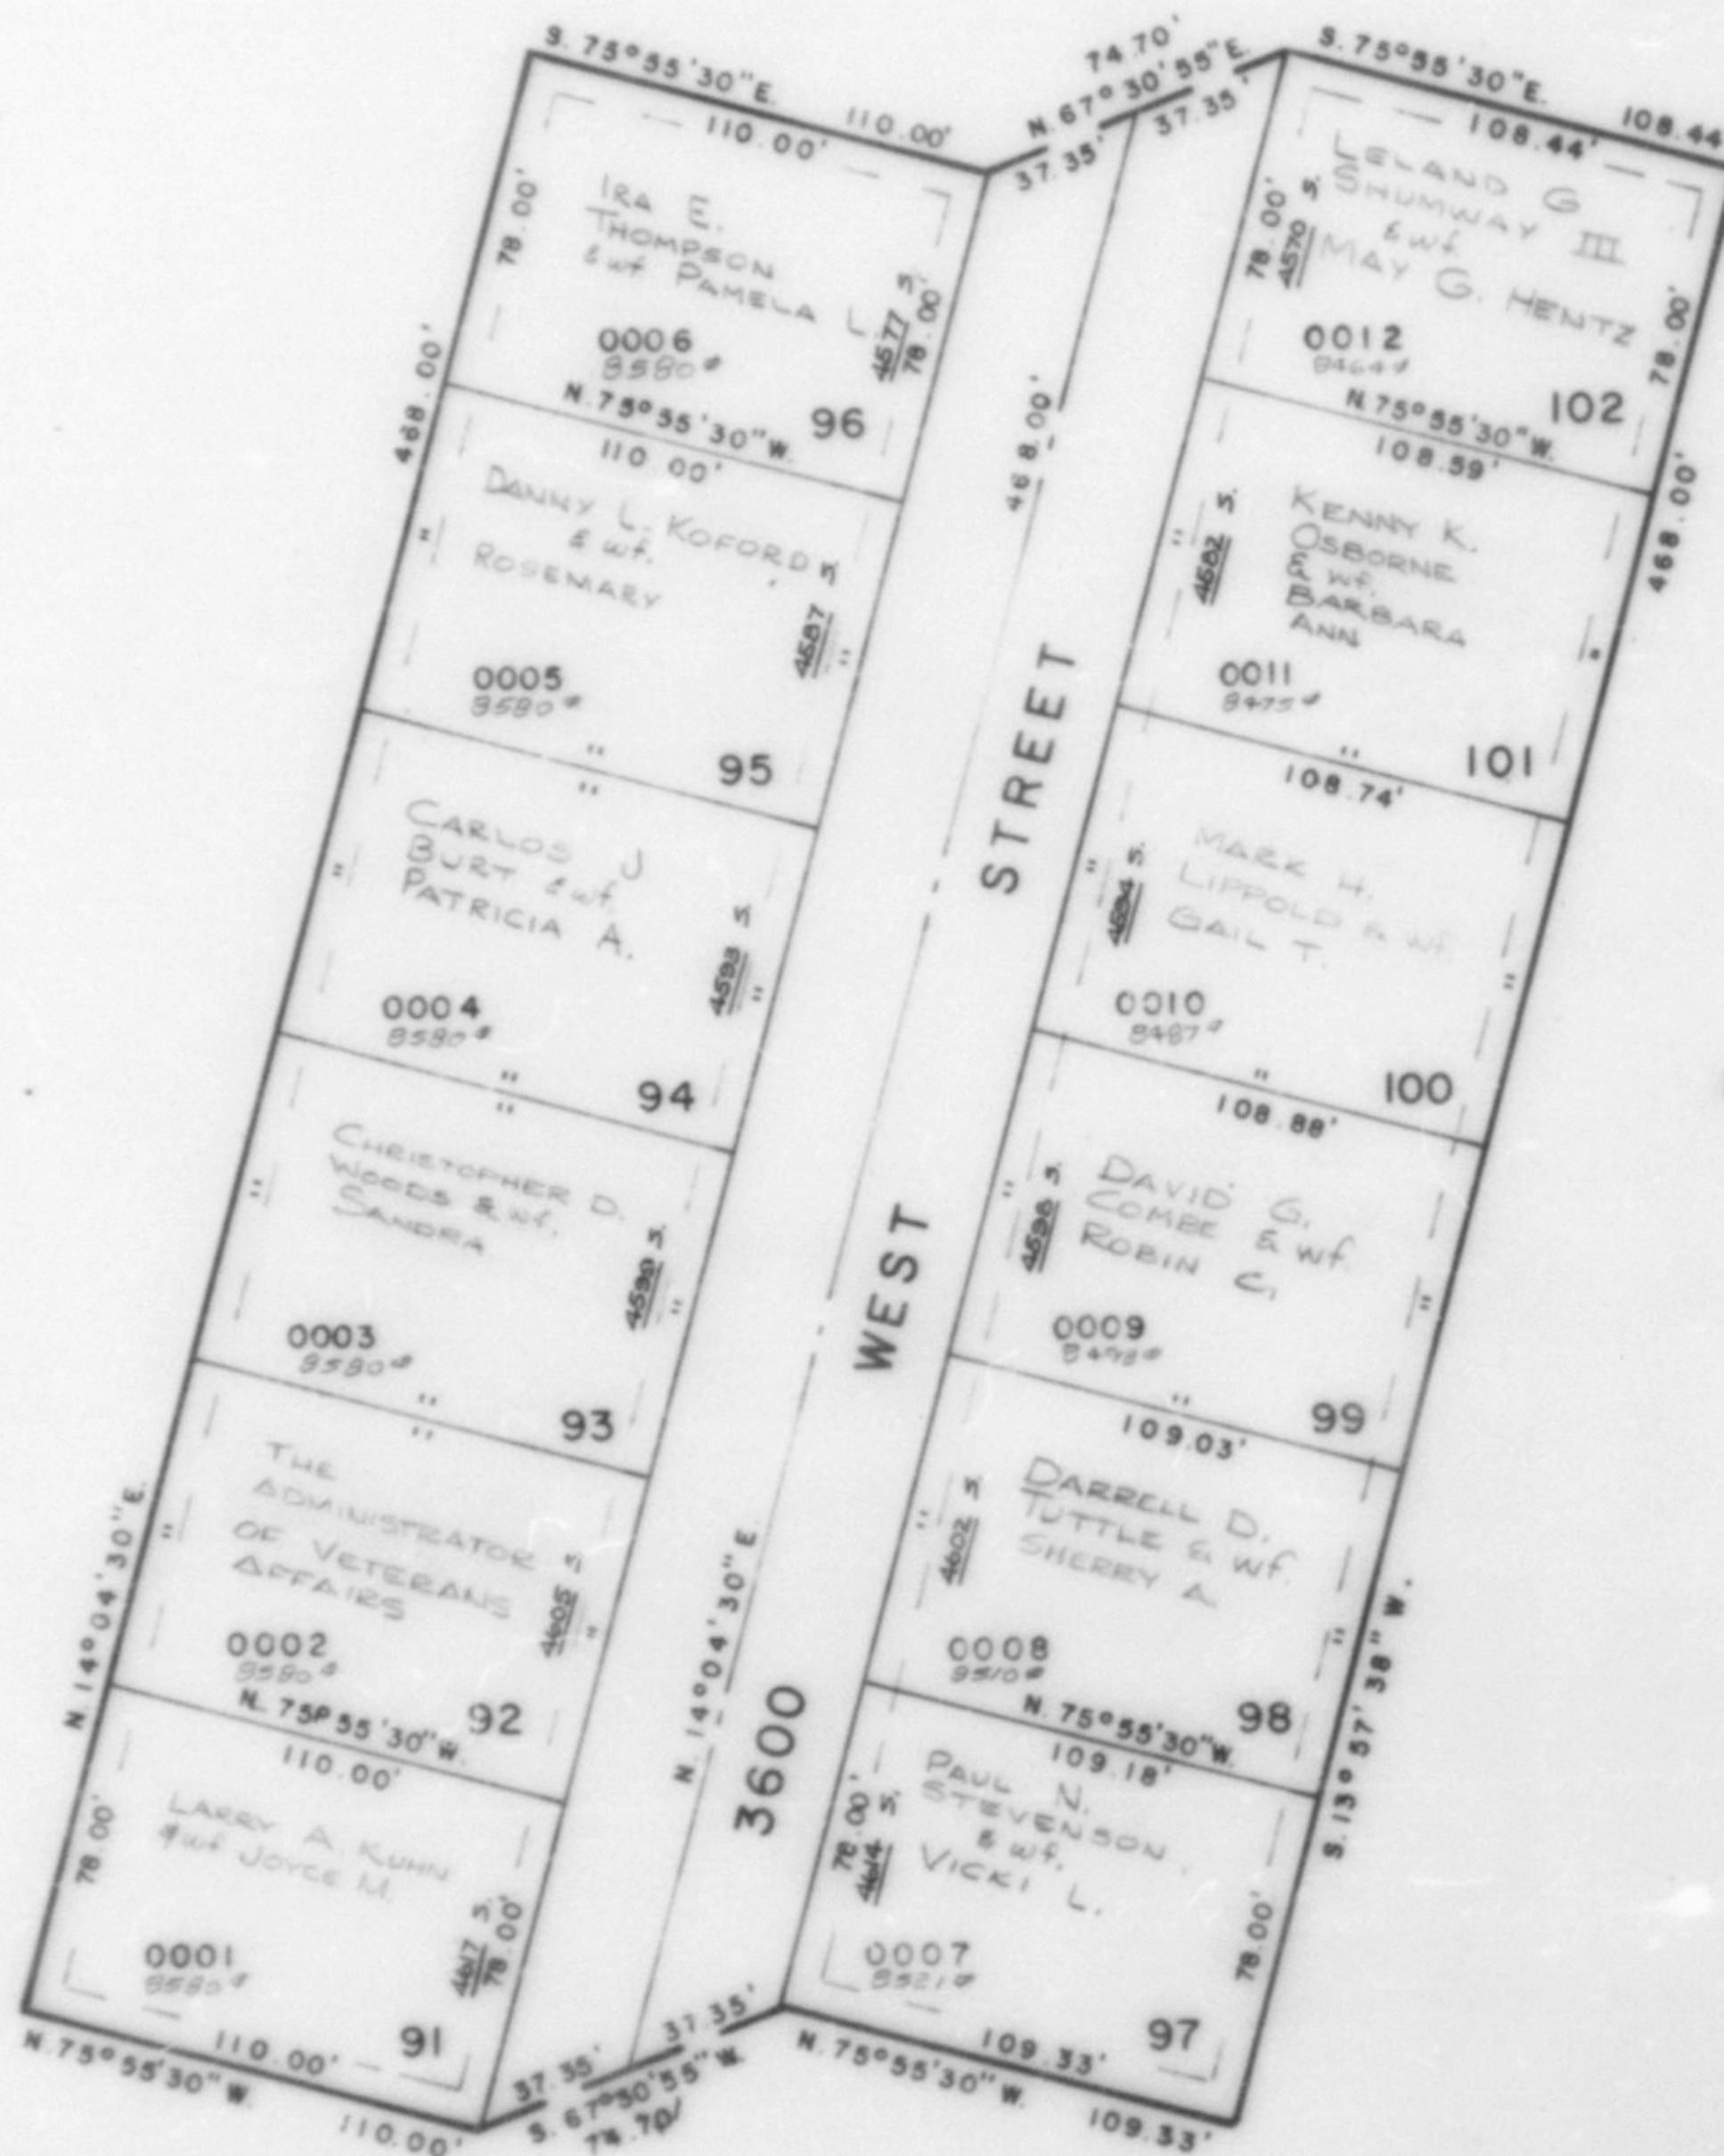 S. 75°55'30"E.
110.00'
110.00'
78.00'
IRA E.
THOMPSON
& wf PAMELA L.
4577 S.
78.00'
0006
8580#
96
468.00'
N. 75°55'30"W.
110.00'
DANNY L. KOFORD
& wf.
ROSEMARY
4587 S.
"
"
0005
8580#
95
"
"
CARLOS J
BURT & wf.
PATRICIA A.
4593 S.
"
"
0004
8580#
94
"
"
CHRISTOPHER D.
WOODS & wf.
SANDRA
4599 S.
"
"
0003
8580#
93
"
"
THE
ADMINISTRATOR
OF VETERANS
AFFAIRS
4605 S.
"
"
0002
8580#
92
N. 14°04'30"E.
N. 75°55'30"W.
110.00'
78.00'
LARRY A KUHN
& wf JOYCE M.
4617 S.
78.00'
0001
8580#
91
110.00'
N. 75°55'30"W.
110.00'
74.70'
N. 67°30'55"E.
37.35'
37.35'
468.00'
3600 WEST STREET
N. 14°04'30"E.
37.35'
37.35'
S. 67°30'55"W.
74.70'
S. 75°55'30"E.
108.44'
108.44'
78.00'
4570 S.
LELAND G
SHUMWAY III
& wf
MAY G. HENTZ
78.00'
0012
8464#
102
N. 75°55'30"W.
108.59'
468.00'
"
4582 S.
KENNY K.
OSBORNE
& wf.
BARBARA
ANN
"
0011
8475#
101
"
108.74'
"
S.
MARK H.
LIPPOLD & wf.
GAIL T.
"
0010
8487#
100
"
108.88'
"
4598 S.
DAVID G.
COMBE & wf.
ROBIN C.
"
0009
8498#
99
"
109.03'
"
4602 S.
DARRELL D.
TUTTLE & wf.
SHERRY A.
"
0008
8510#
98
N. 75°55'30"W.
109.18'
S. 13°57'38"W.
78.00'
4614 S.
PAUL N.
STEVENSON
& wf.
VICKI L.
78.00'
0007
8521#
97
109.33'
N. 75°55'30"W.
109.33'